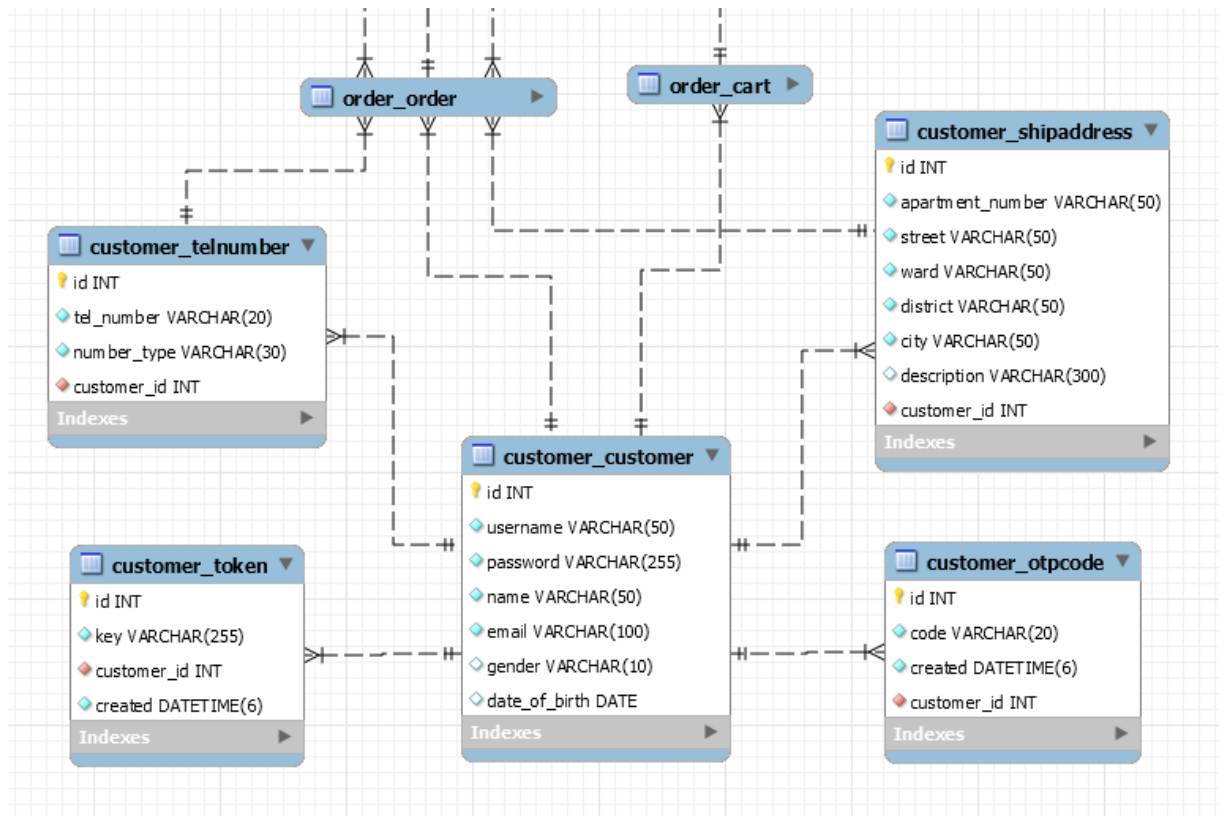 order_order
order_cart
customer_shipaddress
id INT
apartment_number VARCHAR(50)
street VARCHAR(50)
ward VARCHAR(50)
district VARCHAR(50)
city VARCHAR(50)
description VARCHAR(300)
customer_id INT
Indexes
customer_telnumber
id INT
tel_number VARCHAR(20)
number_type VARCHAR(30)
customer_id INT
Indexes
customer_customer
id INT
username VARCHAR(50)
password VARCHAR(255)
name VARCHAR(50)
email VARCHAR(100)
gender VARCHAR(10)
date_of_birth DATE
Indexes
customer_token
id INT
key VARCHAR(255)
customer_id INT
created DATETIME(6)
Indexes
customer_otpcode
id INT
code VARCHAR(20)
created DATETIME(6)
customer_id INT
Indexes